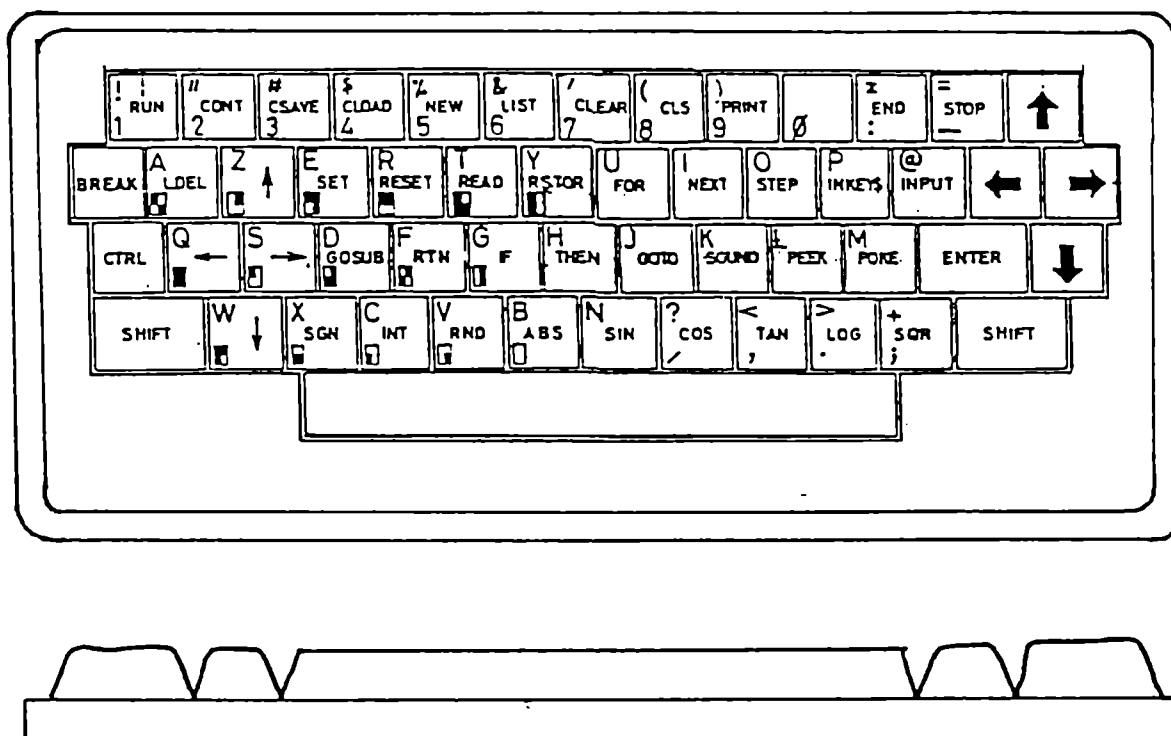 ! RUN 1 " CONT 2 # CSAVE 3 $ CLOAD 4 % NEW 5 & LIST 6 ' CLEAR 7 ( CLS 8 ) PRINT 9 Ø END : = STOP — ↑
BREAK A LDEL Z ↑ E SET R RESET T READ Y RSTOR U FOR I NEXT O STEP P INKEY$ @ INPUT ← →
CTRL Q ← S → D GOSUB F RTN G IF H THEN J GOTO K SOUND L PEEK M POKE ENTER ↓
SHIFT W ↓ X SGN C INT V RND B ABS N SIN ? COS / < TAN , > LOG . + SQR ; SHIFT